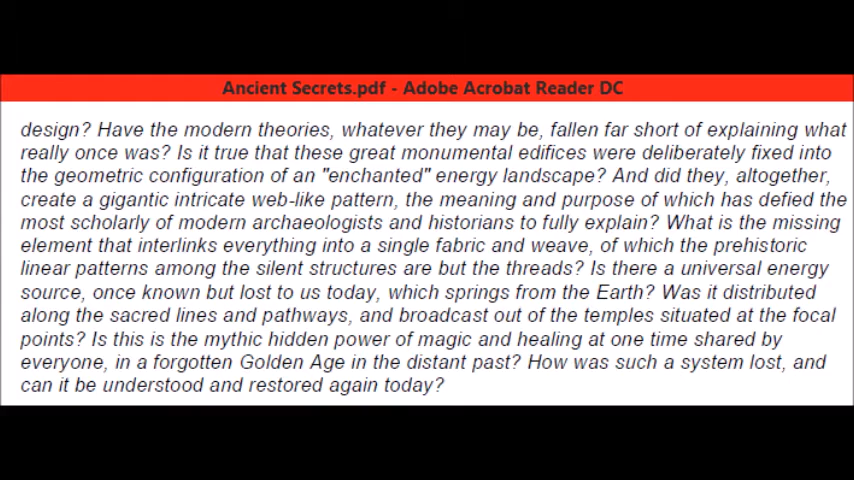 Ancient Secrets.pdf - Adobe Acrobat Reader DC
design? Have the modern theories, whatever they may be, fallen far short of explaining what
really once was? Is it true that these great monumental edifices were deliberately fixed into
the geometric configuration of an "enchanted" energy landscape? And did they, altogether,
create a gigantic intricate web-like pattern, the meaning and purpose of which has defied the
most scholarly of modern archaeologists and historians to fully explain? What is the missing
element that interlinks everything into a single fabric and weave, of which the prehistoric
linear patterns among the silent structures are but the threads? Is there a universal energy
source, once known but lost to us today, which springs from the Earth? Was it distributed
along the sacred lines and pathways, and broadcast out of the temples situated at the focal
points? Is this is the mythic hidden power of magic and healing at one time shared by
everyone, in a forgotten Golden Age in the distant past? How was such a system lost, and
can it be understood and restored again today?